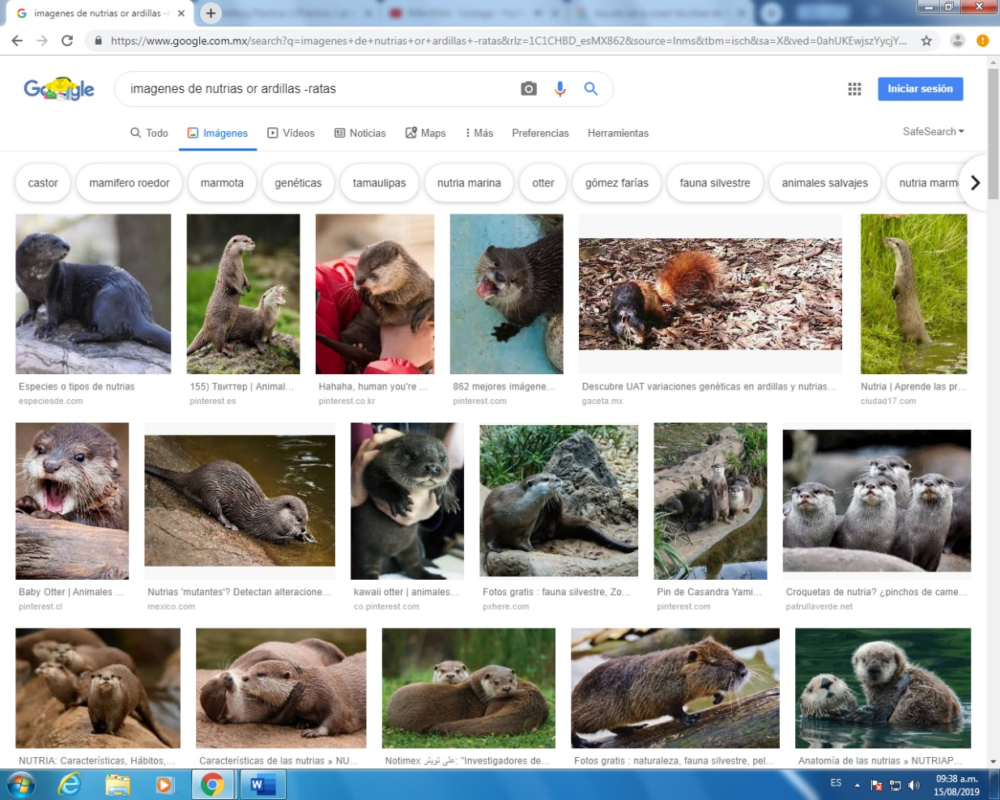 imagenes de nutrias or ardillas -r
https://www.google.com.mx/search?q=imagenes+de+nutrias+or+ardillas+-ratas&rlz=1C1CHBD_esMX862&source=lnms&tbm=isch&sa=X&ved=0ahUKEwjszYycjY...
Google
imagenes de nutrias or ardillas -ratas
Iniciar sesión
Todo Imágenes Vídeos Noticias Maps Más Preferencias Herramientas SafeSearch
castor mamifero roedor marmota genéticas tamaulipas nutria marina otter gómez farías fauna silvestre animales salvajes nutria marm
Especies o tipos de nutrias 155) Твиттер | Animal... Hahaha, human you're ... 862 mejores imágene... Descubre UAT variaciones genéticas en ardillas y nutrias... Nutria | Aprende las pr...
especiesde.com pinterest.es pinterest.co.kr pinterest.com gaceta.mx ciudad17.com
Baby Otter | Animales ... Nutrias 'mutantes'? Detectan alteracione... kawaii otter | animales... Fotos gratis : fauna silvestre, Zo... Pin de Casandra Yami... Croquetas de nutria? ¿pinchos de came...
pinterest.cl mexico.com co.pinterest.com pxhere.com pinterest.com patrullaverde.net
NUTRIA: Características, Hábitos,... Características de las nutrias » NU... Notimex على تويتر: "Investigadores de... Fotos gratis : naturaleza, fauna silvestre, pel... Anatomía de las nutrias » NUTRIAP...
ES
09:38 a.m.
15/08/2019